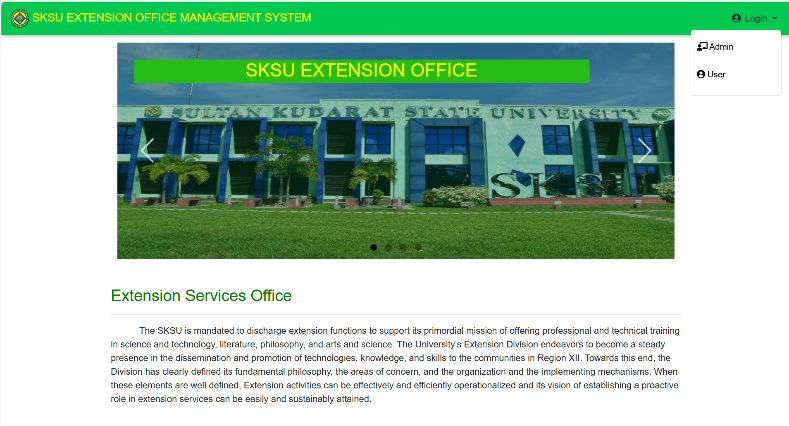 SKSU EXTENSION OFFICE MANAGEMENT SYSTEM
Login
Admin
User
SKSU EXTENSION OFFICE
SULTAN KUDARAT STATE UNIVERSITY
SKSU
Extension Services Office
The SKSU is mandated to discharge extension functions to support its primordial mission of offering professional and technical training
in science and technology, literature, philosophy, and arts and science. The University's Extension Division endeavors to become a steady
presence in the dissemination and promotion of technologies, knowledge, and skills to the communities in Region XII. Towards this end, the
Division has clearly defined its fundamental philosophy, the areas of concern, and the organization and the implementing mechanisms. When
these elements are well defined, Extension activities can be effectively and efficiently operationalized and its vision of establishing a proactive
role in extension services can be easily and sustainably attained.